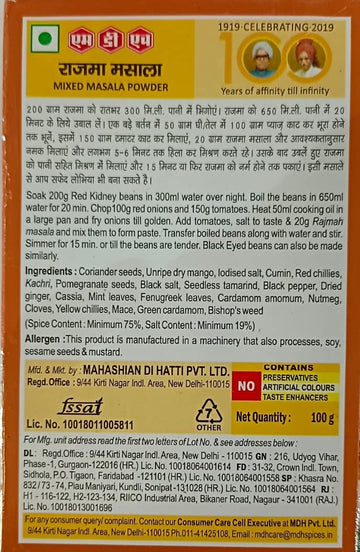 1919 · CELEBRATING · 2019
एम डी एच
100
राजमा मसाला
MIXED MASALA POWDER
Years of affinity till infinity
200 ग्राम राजमा को रातभर 300 मि.ली. पानी में भिगोएं। राजमा को 650 मि.ली. पानी में 20
मिनट के लिए उबाल लें। एक बड़े बर्तन में 50 ग्राम घी/तेल में 100 ग्राम प्याज़ काट कर भूरा होने
तक भूनें, इसमें 150 ग्राम टमाटर काट कर मिलाएं, 20 ग्राम राजमा मसाला और आवश्यकतानुसार
नमक मिलाएं और लगभग 5-6 मिनट तक हिला कर मिश्रण करते रहें। उसके बाद उबले हुए राजमा
को पानी सहित मिश्रण में मिलाएं और 15 मिनट या फिर राजमा को नर्म होने तक पकाएं। इसी मसाले
से आप सफेद लोभिया भी बना सकते हैं।
Soak 200g Red Kidney beans in 300ml water over night. Boil the beans in 650ml
water for 20 min. Chop100g red onions and 150g tomatoes. Heat 50ml cooking oil in
a large pan and fry onions till golden. Add tomatoes, salt to taste & 20g Rajmah
masala and mix them to form paste. Transfer boiled beans along with water and stir.
Simmer for 15 min. or till the beans are tender. Black Eyed beans can also be made
similarly.
Ingredients : Coriander seeds, Unripe dry mango, Iodised salt, Cumin, Red chillies,
Kachri, Pomegranate seeds, Black salt, Seedless tamarind, Black pepper, Dried
ginger, Cassia, Mint leaves, Fenugreek leaves, Cardamom amomum, Nutmeg,
Cloves, Yellow chillies, Mace, Green cardamom, Bishop's weed
(Spice Content : Minimum 75%, Salt Content : Minimum 19%)
Allergen :This product is manufactured in a machinery that also processes, soy,
sesame seeds & mustard.
Mfd. & Mkt. by : MAHASHIAN DI HATTI PVT. LTD.
Regd. Office : 9/44 Kirti Nagar Indl. Area, New Delhi-110015
CONTAINS
NO
PRESERVATIVES
ARTIFICIAL COLOURS
TASTE ENHANCERS
fssai
Lic. No. 10018011005811
7
OTHER
Net Quantity : 100 g
For Mfg. unit address read the first two letters of Lot No. & see addresses below :
DL : Regd. Office : 9/44 Kirti Nagar Indl. Area, New Delhi - 110015 GN : 216, Udyog Vihar,
Phase -1, Gurgaon-122016 (HR.) Lic. No. 10018064001614 FD : 31-32, Crown Indl. Town,
Sidhola, P.O. Tigaon, Faridabad -121101 (HR.) Lic. No. 10018064001558 SP : Khasra No.
832 /73 - 74, Plau Maniyari, Kundli, Sonipat -131028 (HR.) Lic. No. 10018064001645 RJ :
H1 - 116-122, H2-123-134, RIICO Industrial Area, Bikaner Road, Nagaur - 341001 (RAJ.)
Lic No. 10018013001696
For any consumer query/ complaint. Contact our Consumer Care Cell Executive at MDH Pvt. Ltd.
9/44 Kirti Nagar Indl. Area, New Delhi-110015 Ph.011-41425108, Email : mdhcare@mdhspices.in